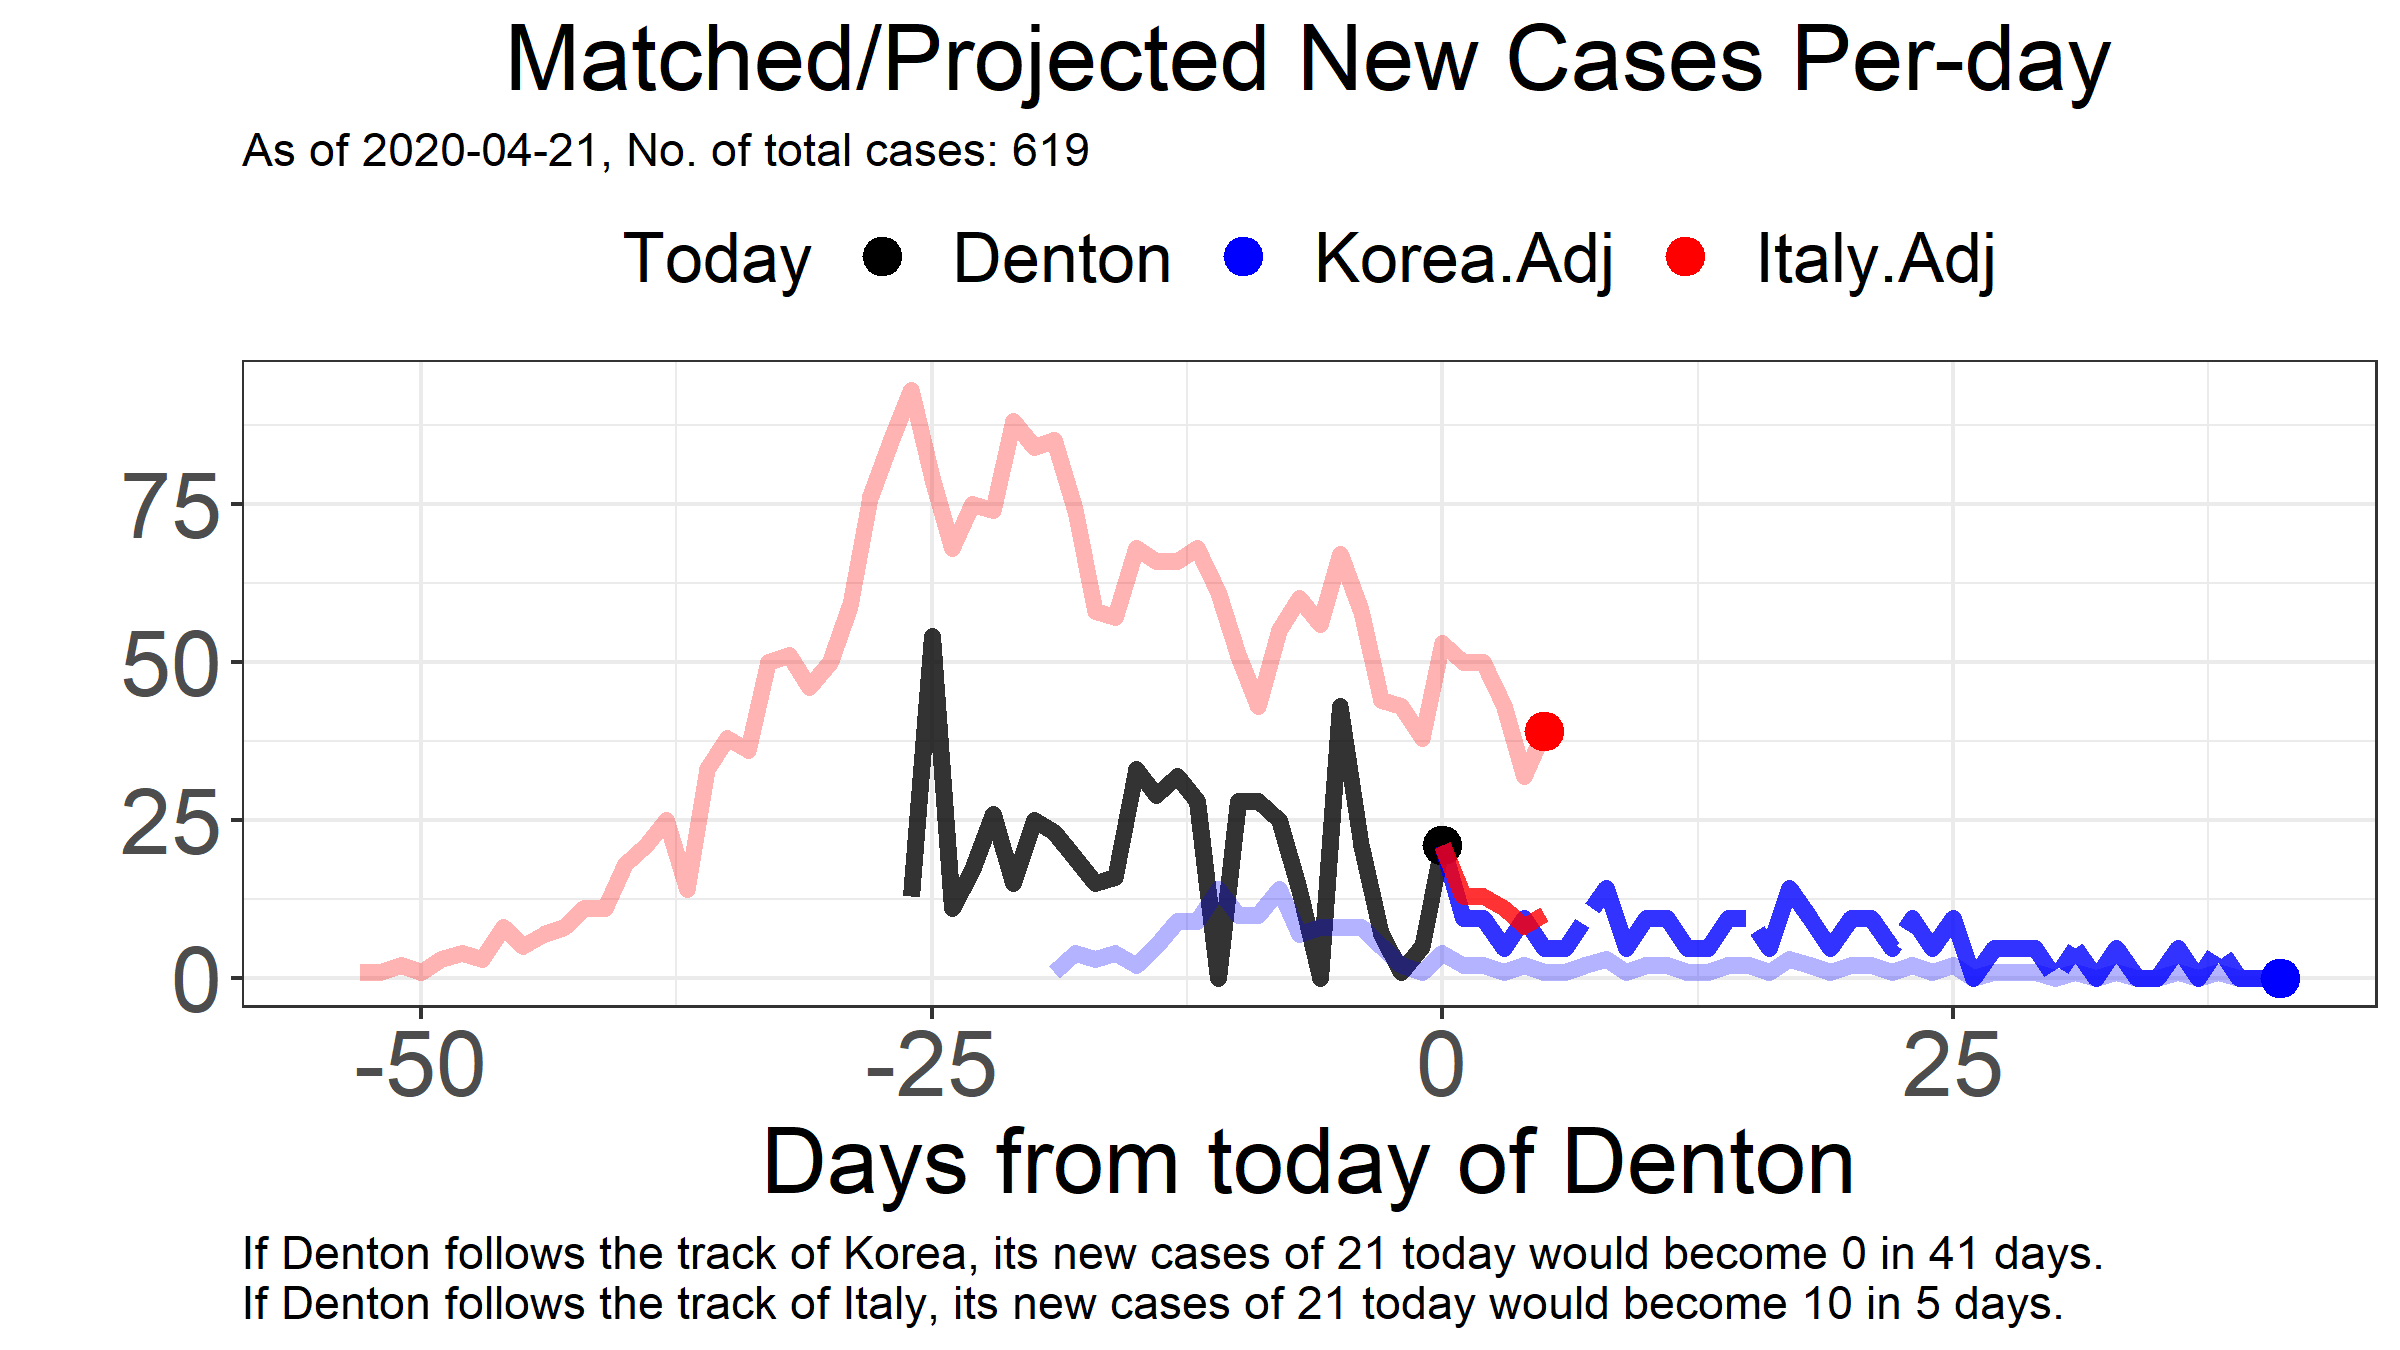 Matched/Projected New Cases Per-day
As of 2020-04-21, No. of total cases: 619
Today Denton Korea.Adj Italy.Adj
75
50
25
0
-50 -25 0 25
Days from today of Denton
If Denton follows the track of Korea, its new cases of 21 today would become 0 in 41 days.
If Denton follows the track of Italy, its new cases of 21 today would become 10 in 5 days.